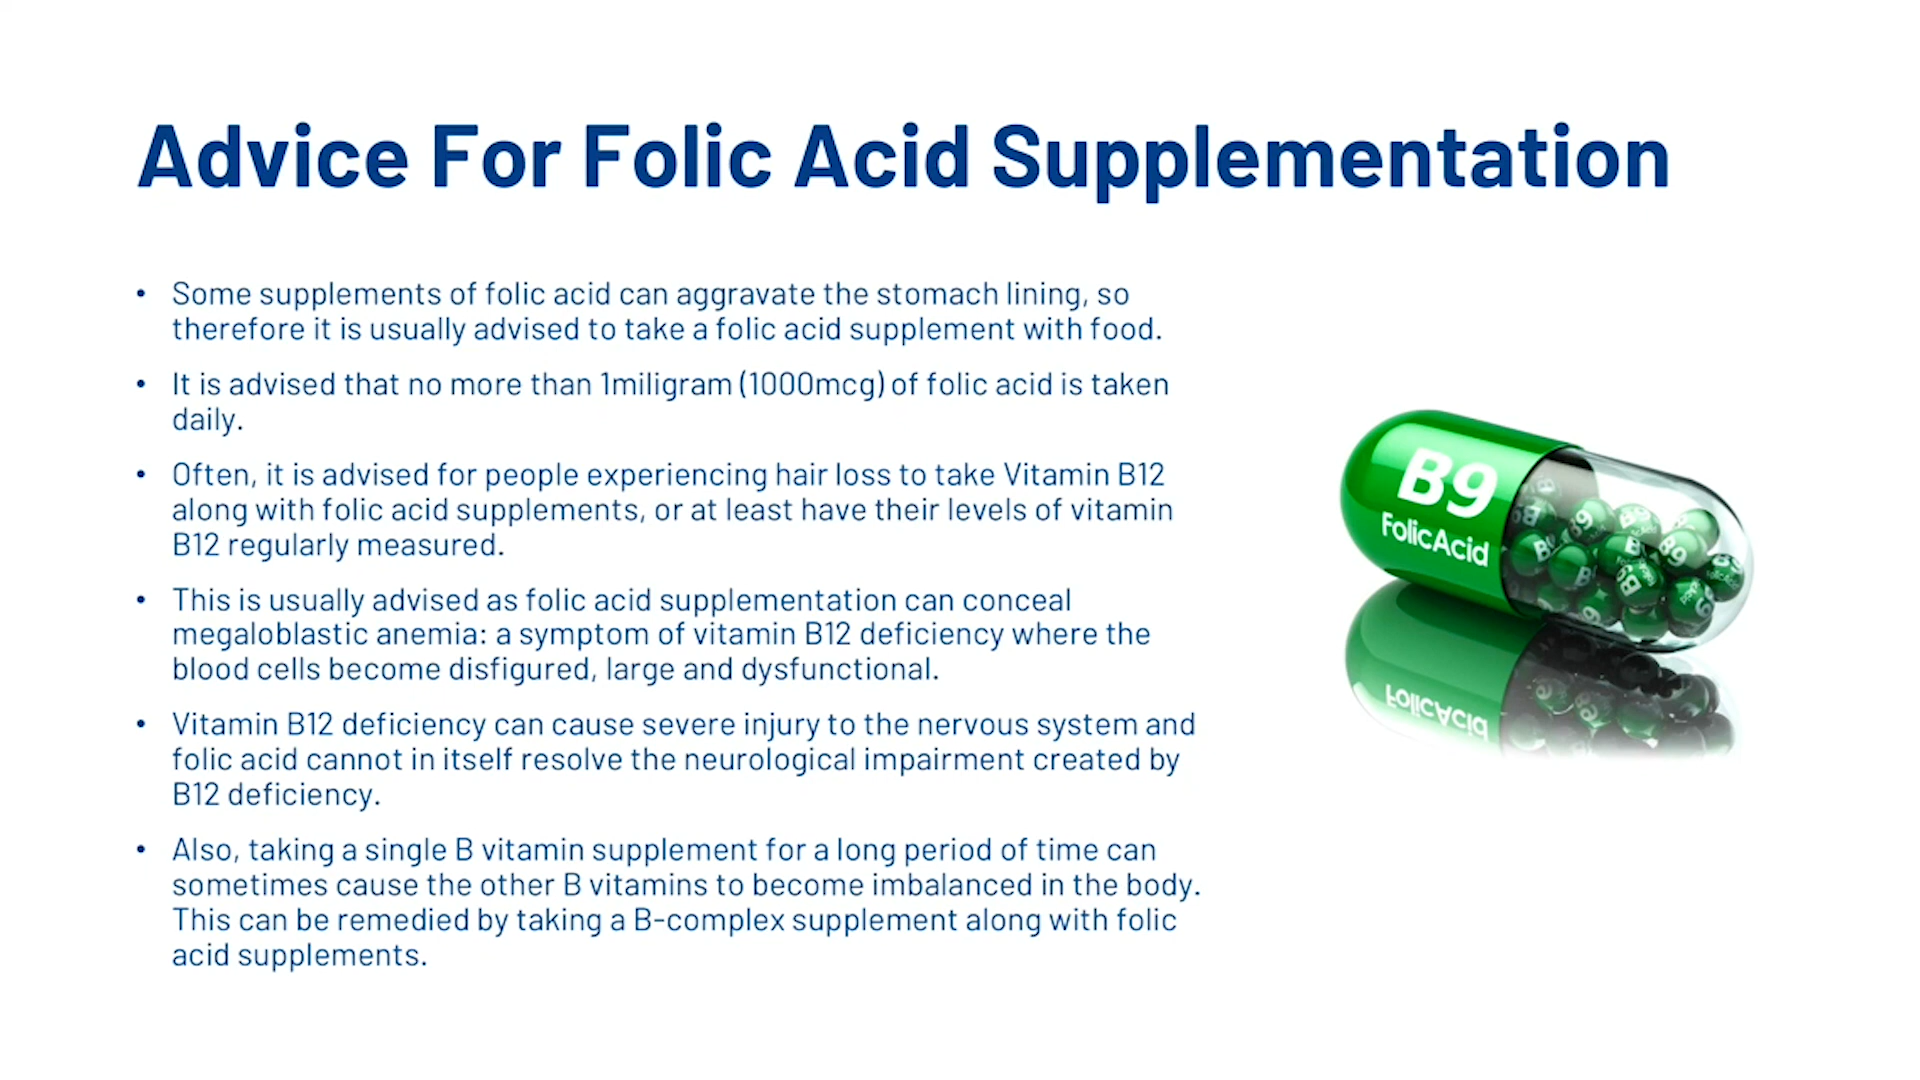 Advice For Folic Acid Supplementation
• Some supplements of folic acid can aggravate the stomach lining, so
therefore it is usually advised to take a folic acid supplement with food.
• It is advised that no more than 1miligram (1000mcg) of folic acid is taken
daily.
• Often, it is advised for people experiencing hair loss to take Vitamin B12
along with folic acid supplements, or at least have their levels of vitamin
B12 regularly measured.
• This is usually advised as folic acid supplementation can conceal
megaloblastic anemia: a symptom of vitamin B12 deficiency where the
blood cells become disfigured, large and dysfunctional.
• Vitamin B12 deficiency can cause severe injury to the nervous system and
folic acid cannot in itself resolve the neurological impairment created by
B12 deficiency.
• Also, taking a single B vitamin supplement for a long period of time can
sometimes cause the other B vitamins to become imbalanced in the body.
This can be remedied by taking a B-complex supplement along with folic
acid supplements.
B9
FolicAcid